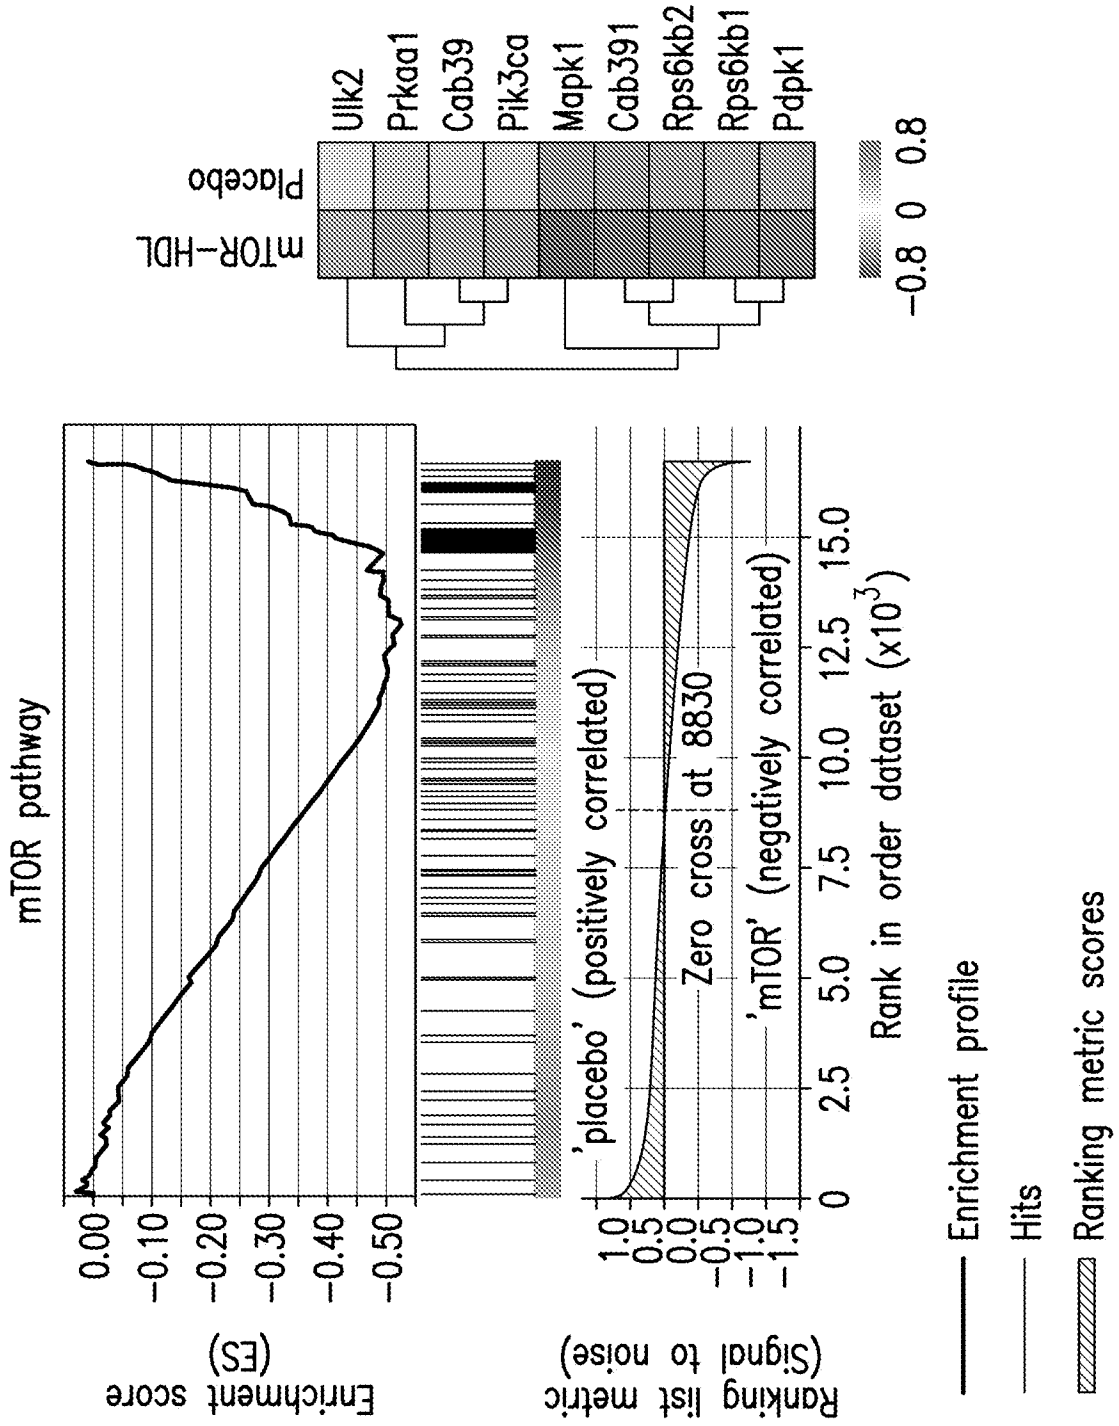 mTOR pathway
Enrichment score
(ES)
0.00
−0.10
−0.20
−0.30
−0.40
−0.50
Ranking list metric
(Signal to noise)
1.0
0.5
0.0
−0.5
−1.0
−1.5
'placebo' (positively correlated)
Zero cross at 8830
'mTOR' (negatively correlated)
0
2.5
5.0
7.5
10.0
12.5
15.0
Rank in order dataset (x10³)
Enrichment profile
Hits
Ranking metric scores
mTOR−HDL
Placebo
Ulk2
Prkaa1
Cab39
Pik3ca
Mapk1
Cab391
Rps6kb2
Rps6kb1
Pdpk1
−0.8 0 0.8